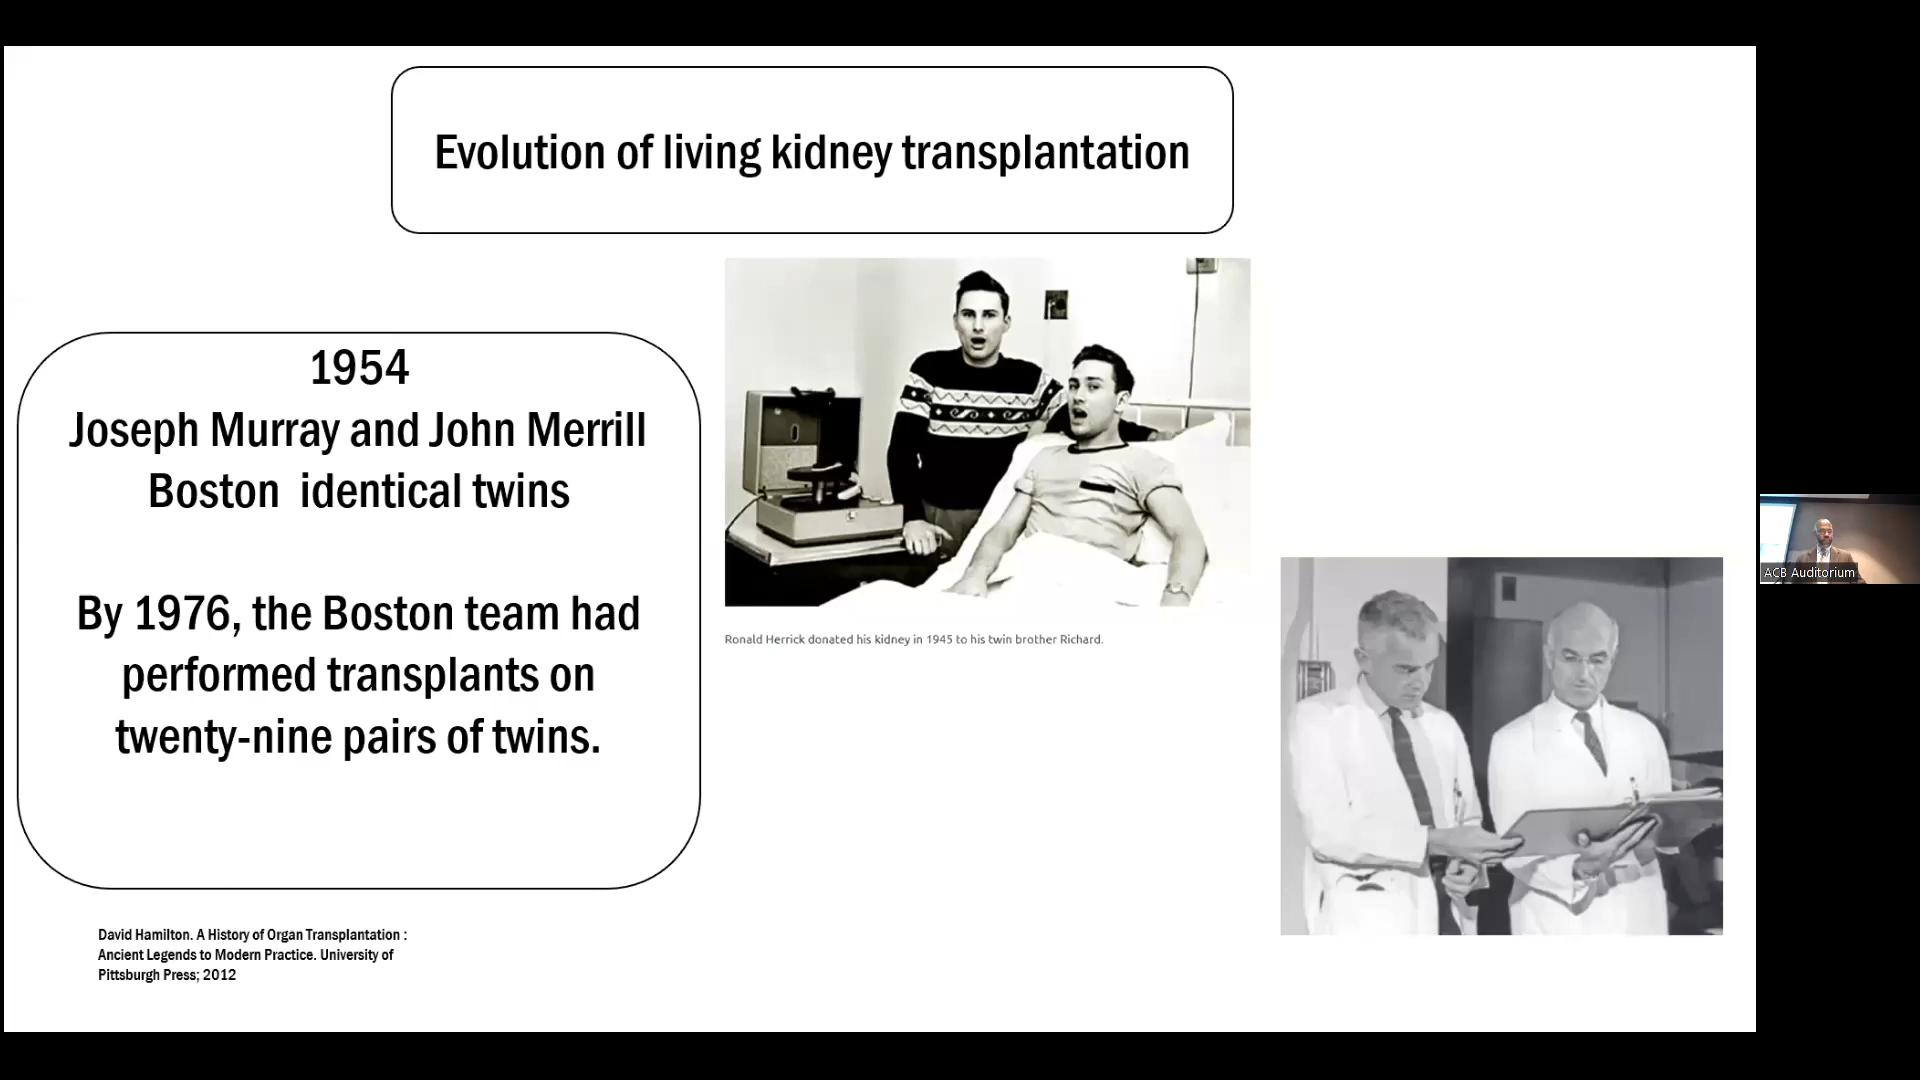 Evolution of living kidney transplantation
1954
Joseph Murray and John Merrill
Boston identical twins
By 1976, the Boston team had
performed transplants on
twenty-nine pairs of twins.
Ronald Herrick donated his kidney in 1945 to his twin brother Richard.
David Hamilton. A History of Organ Transplantation :
Ancient Legends to Modern Practice. University of
Pittsburgh Press; 2012
ACB Auditorium